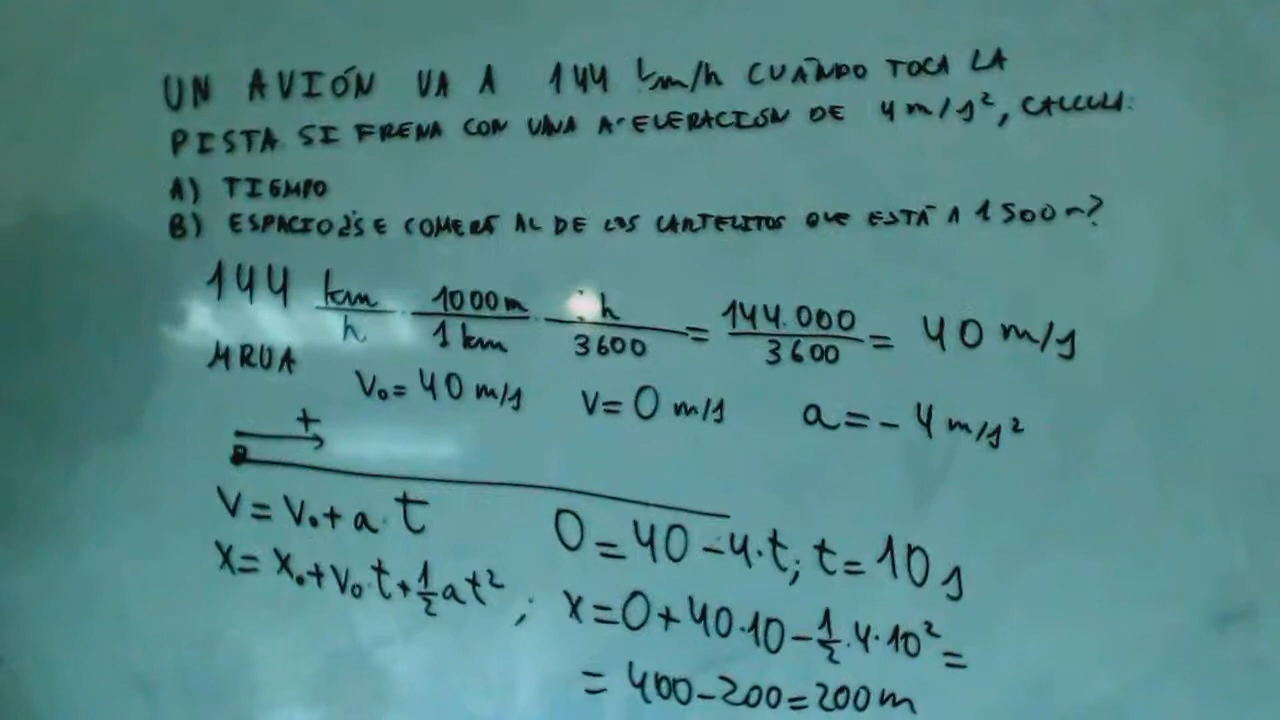 UN AVIÓN VA A 144 km/h CUÁNDO TOCA LA
PISTA SI FRENA CON UNA ACELERACIÓN DE 4 m/s², CALCULA:
A) TIEMPO
B) ESPACIO ¿SE COMERÁ AL DE LOS CARTELITOS QUE ESTÁ A 1500 m?
144 km/h · 1000 m/1 km · 1 h/3600 = 144.000/3600 = 40 m/s
MRUA
V₀ = 40 m/s V = 0 m/s a = - 4 m/s²
+
V = V₀ + a · t 0 = 40 - 4 · t; t = 10 s
X = X₀ + V₀ · t + 1/2 a t² ; X = 0 + 40 · 10 - 1/2 · 4 · 10² =
= 400 - 200 = 200 m